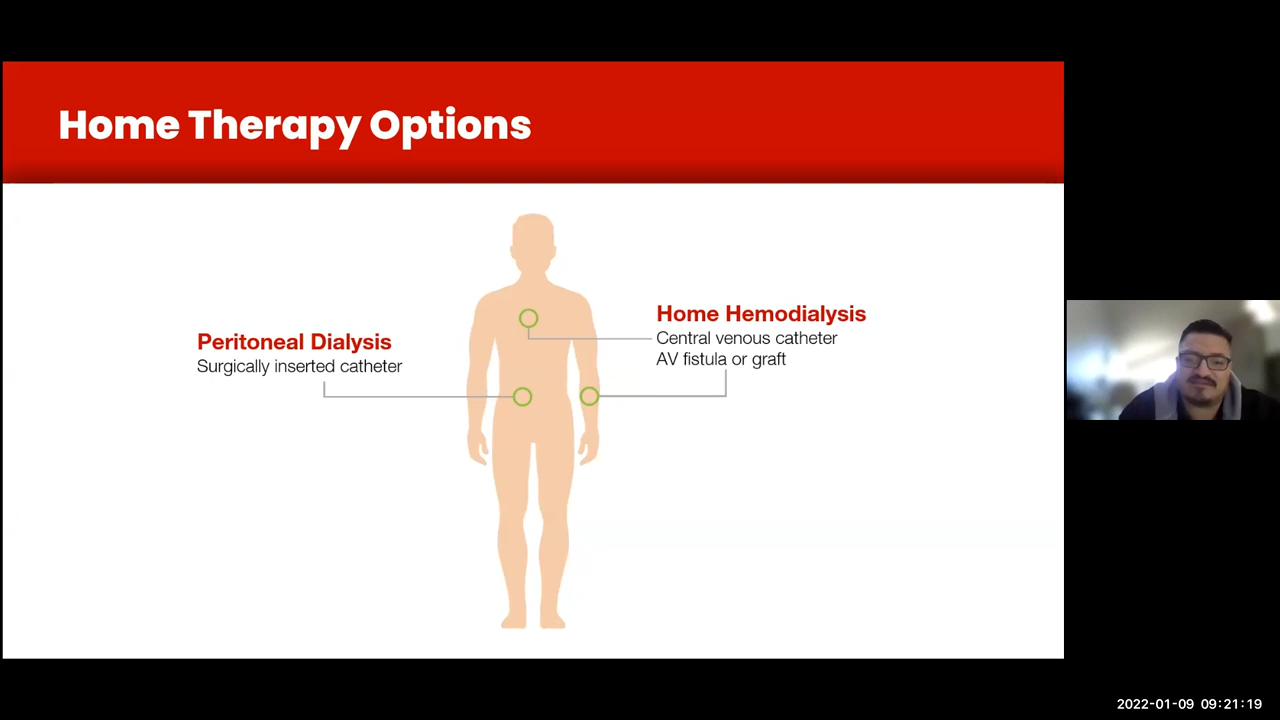 Home Therapy Options
Peritoneal Dialysis
Surgically inserted catheter
Home Hemodialysis
Central venous catheter
AV fistula or graft
2022-01-09 09:21:19